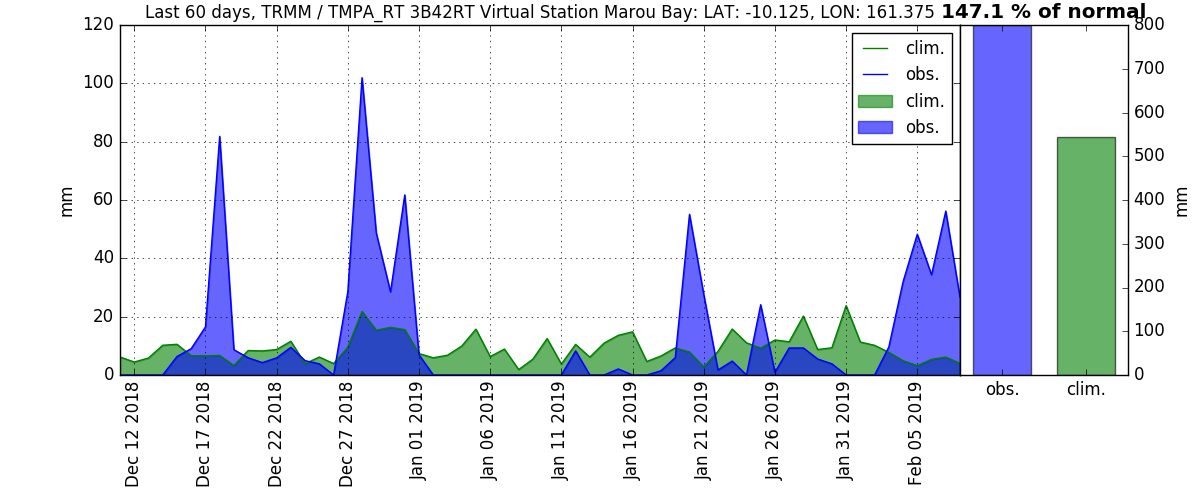 Last 60 days, TRMM / TMPA_RT 3B42RT Virtual Station Marou Bay: LAT: -10.125, LON: 161.375 147.1 % of normal
120
100
80
60
40
20
0
mm
clim.
obs.
clim.
obs.
800
700
600
500
400
300
200
100
0
mm
obs.
clim.
Dec 12 2018
Dec 17 2018
Dec 22 2018
Dec 27 2018
Jan 01 2019
Jan 06 2019
Jan 11 2019
Jan 16 2019
Jan 21 2019
Jan 26 2019
Jan 31 2019
Feb 05 2019